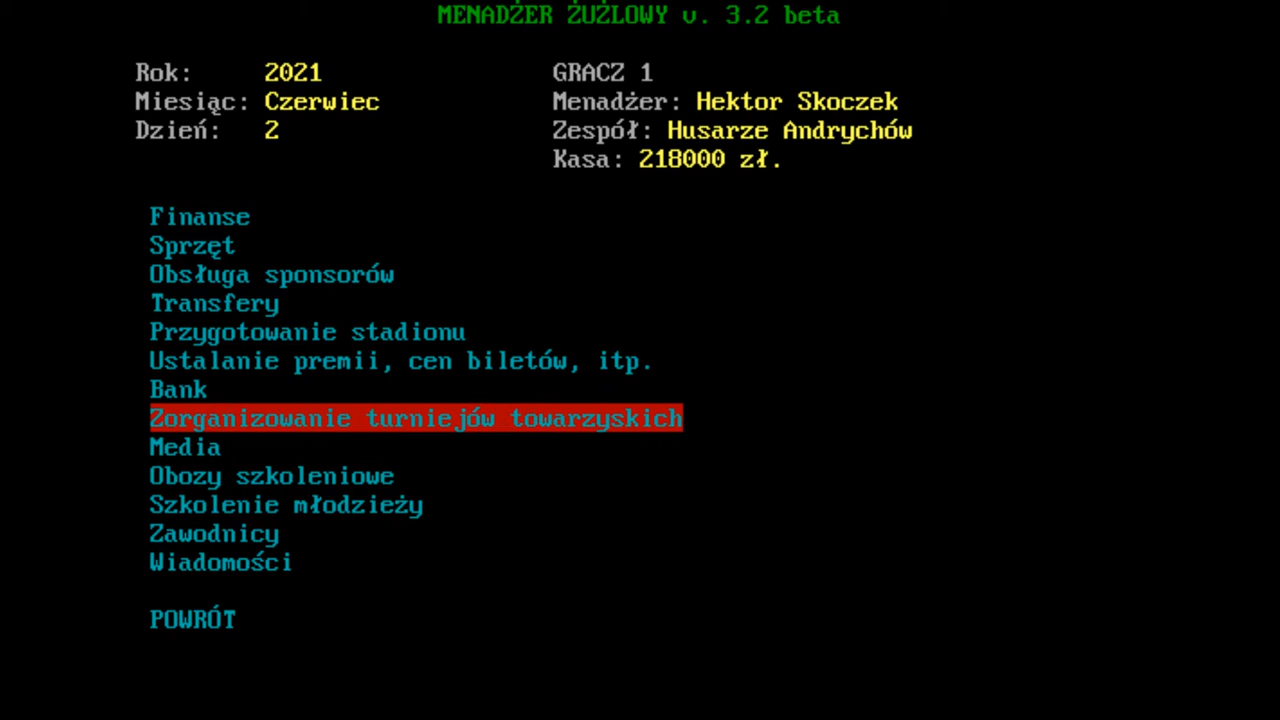 MENADŻER ŻUŻLOWY v. 3.2 beta
Rok: 2021
GRACZ 1
Miesiąc: Czerwiec
Menadżer: Hektor Skoczek
Dzień: 2
Zespół: Husarze Andrychów
Kasa: 218000 zł.
Finanse
Sprzęt
Obsługa sponsorów
Transfery
Przygotowanie stadionu
Ustalanie premii, cen biletów, itp.
Bank
Zorganizowanie turniejów towarzyskich
Media
Obozy szkoleniowe
Szkolenie młodzieży
Zawodnicy
Wiadomości
POWRÓT